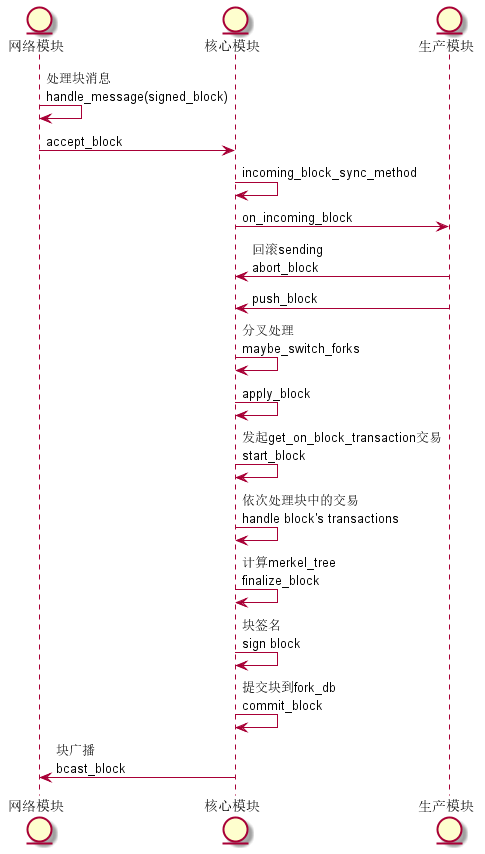 网络模块 核心模块 生产模块
处理块消息
handle_message(signed_block)
accept_block
incoming_block_sync_method
on_incoming_block
回滚sending
abort_block
push_block
分叉处理
maybe_switch_forks
apply_block
发起get_on_block_transaction交易
start_block
依次处理块中的交易
handle block's transactions
计算merkel_tree
finalize_block
块签名
sign block
提交块到fork_db
commit_block
块广播
bcast_block
网络模块 核心模块 生产模块